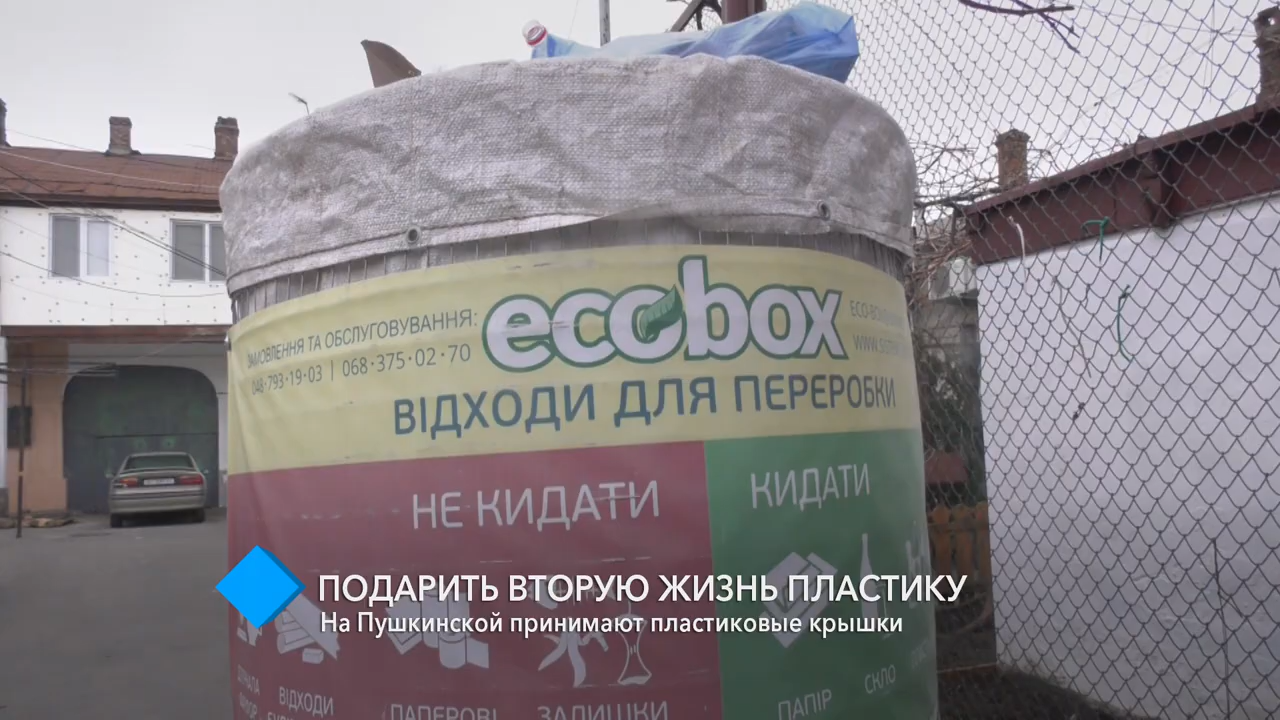 ЗАМОВЛЕННЯ ТА ОБСЛУГОВУВАННЯ:
048·793·19·03 | 068·375·02·70
ecobox
ВІДХОДИ ДЛЯ ПЕРЕРОБКИ
НЕ КИДАТИ
КИДАТИ
ПОДАРИТЬ ВТОРУЮ ЖИЗНЬ ПЛАСТИКУ
На Пушкинской принимают пластиковые крышки
ВІДХОДИ
ПАПЕРОВІ
ЗАЛИШКИ
ПАПІР
СКЛО